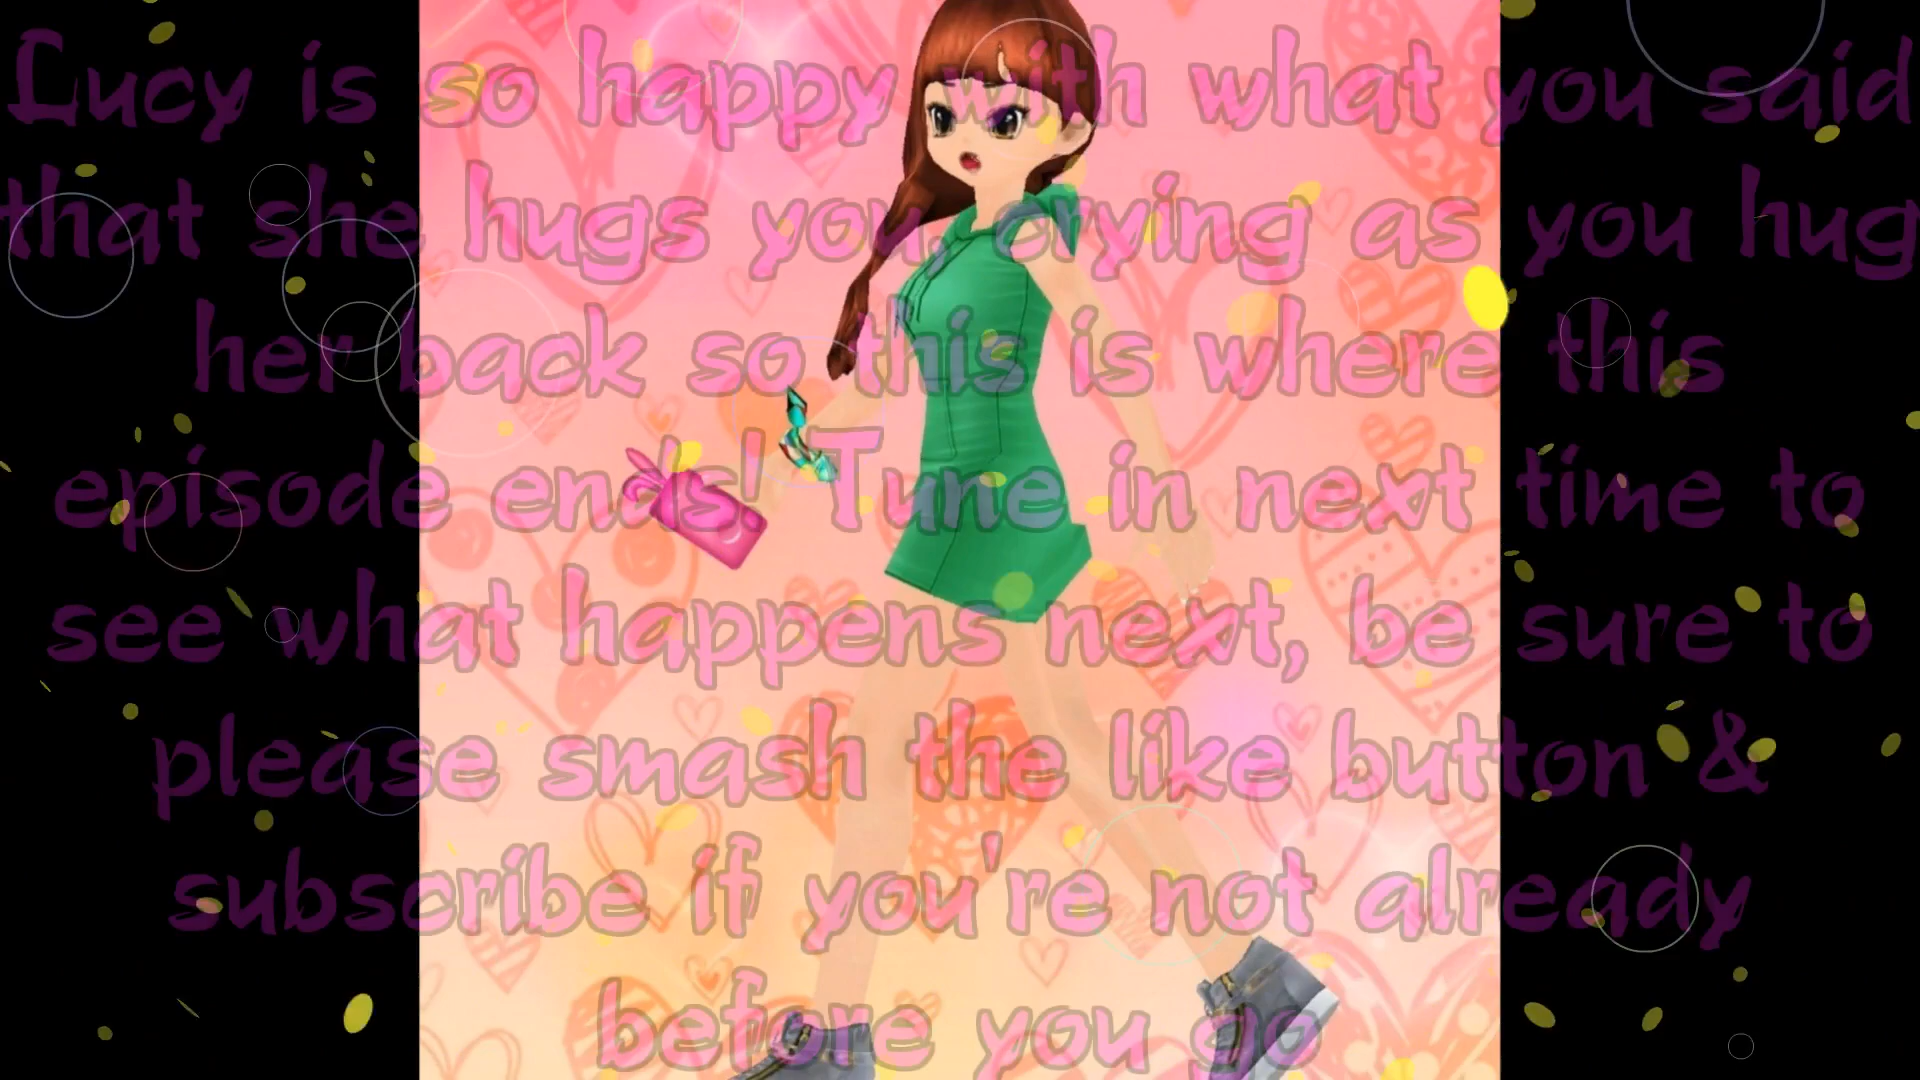 Lucy is so happy with what you said
that she hugs you, crying as you hug
her back so this is where this
episode ends! Tune in next time to
see what happens next, be sure to
please smash the like button &
subscribe if you're not already
before you go